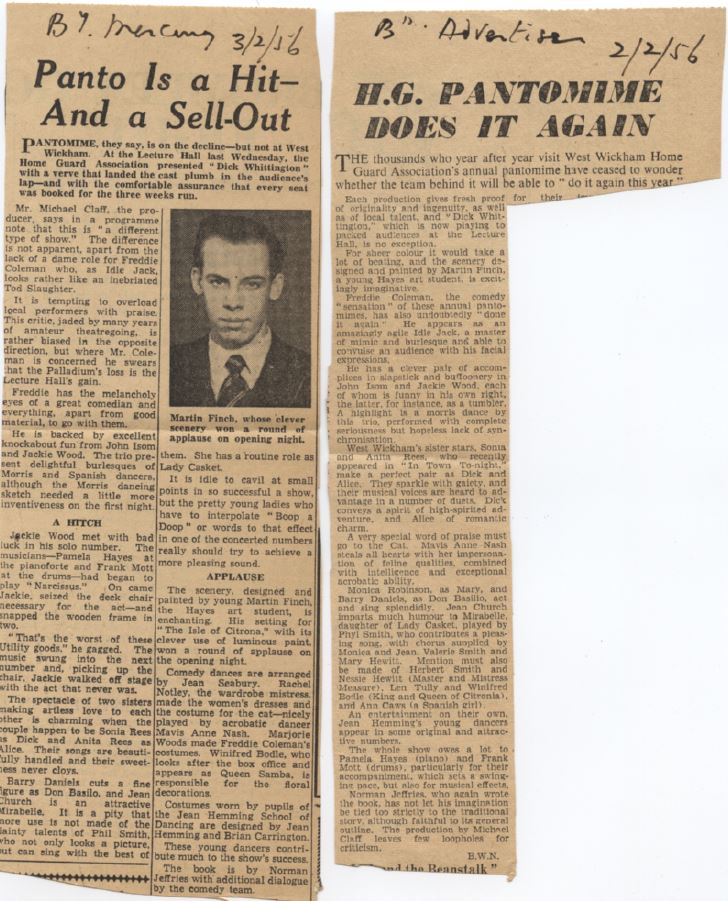 By. Mercury 3/2/56
Panto Is a Hit—
And a Sell-Out
PANTOMIME, they say, is on the decline—but not at West
Wickham. At the Lecture Hall last Wednesday, the
Home Guard Association presented "Dick Whittington"
with a verve that landed the cast plumb in the audience's
lap—and with the comfortable assurance that every seat
was booked for the three weeks run.
Mr. Michael Claff, the pro-
ducer, says in a programme
note that this is "a different
type of show." The difference
is not apparent, apart from the
lack of a dame role for Freddie
Coleman who, as Idle Jack,
looks rather like an inebriated
Tod Slaughter.
It is tempting to overload
local performers with praise.
This critic, jaded by many years
of amateur theatregoing, is
rather biased in the opposite
direction, but where Mr. Cole-
man is concerned he swears
that the Palladium's loss is the
Lecture Hall's gain.
Freddie has the melancholy
eyes of a great comedian and
everything, apart from good
material, to go with them.
He is backed by excellent
knockabout fun from John Isom
and Jackie Wood. The trio pre-
sent delightful burlesques of
Morris and Spanish dancers,
although the Morris dancing
sketch needed a little more
inventiveness on the first night.
A HITCH
Jackie Wood met with bad
luck in his solo number. The
musicians—Pamela Hayes at
the pianoforte and Frank Mott
at the drums—had began to
play "Narcissus." On came
Jackie, seized the deck chair
necessary for the act—and
snapped the wooden frame in
two.
"That's the worst of these
Utility goods," he gagged. The
music swung into the next
number and, picking up the
chair, Jackie walked off stage
with the act that never was.
The spectacle of two sisters
making artless love to each
other is charming when the
couple happen to be Sonia Rees
as Dick and Anita Rees as
Alice. Their songs are beauti-
fully handled and their sweet-
ness never cloys.
Barry Daniels cuts a fine
figure as Don Basilo, and Jean
Church is an attractive
Mirabelle. It is a pity that
more use is not made of the
dainty talents of Phil Smith,
who not only looks a picture,
but can sing with the best of
Martin Finch, whose clever
scenery won a round of
applause on opening night.
them. She has a routine role as
Lady Casket.
It is idle to cavil at small
points in so successful a show,
but the pretty young ladies who
have to interpolate "Boop a
Doop" or words to that effect
in one of the concerted numbers
really should try to achieve a
more pleasing sound.
APPLAUSE
The scenery, designed and
painted by young Martin Finch,
the Hayes art student, is
enchanting. His setting for
"The Isle of Citrona," with its
clever use of luminous paint,
won a round of applause on
the opening night.
Comedy dances are arranged
by Jean Seabury. Rachel
Notley, the wardrobe mistress,
made the women's dresses and
the costume for the cat—nicely
played by acrobatic dancer
Mavis Anne Nash. Marjorie
Woods made Freddie Coleman's
costumes. Winifred Bodle, who
looks after the box office and
appears as Queen Samba, is
responsible for the floral
decorations.
Costumes worn by pupils of
the Jean Hemming School of
Dancing are designed by Jean
Hemming and Brian Carrington.
These young dancers contri-
bute much to the show's success.
The book is by Norman
Jeffries with additional dialogue
by the comedy team.
Bn. Advertiser 2/2/56
H.G. PANTOMIME
DOES IT AGAIN
THE thousands who year after year visit West Wickham Home
Guard Association's annual pantomime have ceased to wonder
whether the team behind it will be able to "do it again this year"
Each production gives fresh proof for their
of originality and ingenuity, as well
as of local talent, and "Dick Whit-
tington," which is now playing to
packed audiences at the Lecture
Hall, is no exception.
For sheer colour it would take a
lot of beating, and the scenery de-
signed and painted by Martin Finch,
a young Hayes art student, is excit-
ingly imaginative.
Freddie Coleman, the comedy
"sensation" of these annual panto-
mimes, has also undoubtedly "done
it again" He appears as an
amazingly agile Idle Jack, a master
of mimic and burlesque and able to
convulse an audience with his facial
expressions.
He has a clever pair of accom-
plices in slapstick and buffoonery in
John Isom and Jackie Wood, each
of whom is funny in his own right,
the latter, for instance, as a tumbler.
A highlight is a morris dance by
this trio, performed with complete
seriousness but hopeless lack of syn-
chronisation.
West Wickham's sister stars, Sonia
and Anita Rees, who recently
appeared in "In Town To-night,"
make a perfect pair as Dick and
Alice. They sparkle with gaiety, and
their musical voices are heard to ad-
vantage in a number of duets. Dick
conveys a spirit of high-spirited ad-
venture, and Alice of romantic
charm.
A very special word of praise must
go to the Cat. Mavis Anne Nash
steals all hearts with her impersona-
tion of feline qualities, combined
with intelligence and exceptional
acrobatic ability.
Monica Robinson, as Mary, and
Barry Daniels, as Don Basilo, act
and sing splendidly. Jean Church
imparts much humour to Mirabelle,
daughter of Lady Casket, played by
Phyl Smith, who contributes a pleas-
ing song, with chorus supplied by
Monica and Jean, Valerie Smith and
Mary Hewitt. Mention must also
be made of Herbert Smith and
Nessie Hewitt (Master and Mistress
Measure), Len Tully and Winifred
Bodle (King and Queen of Citronia),
and Ann Caws (a Spanish girl).
An entertainment on their own,
Jean Hemming's young dancers
appear in some original and attrac-
tive numbers.
The whole show owes a lot to
Pamela Hayes (piano) and Frank
Mott (drums), particularly for their
accompaniment, which sets a swing-
ing pace, but also for musical effects.
Norman Jeffries, who again wrote
the book, has not let his imagination
be tied too strictly to the traditional
story, although faithful to its general
outline. The production by Michael
Claff leaves few loopholes for
criticism.
B.W.N.
and the Beanstalk"